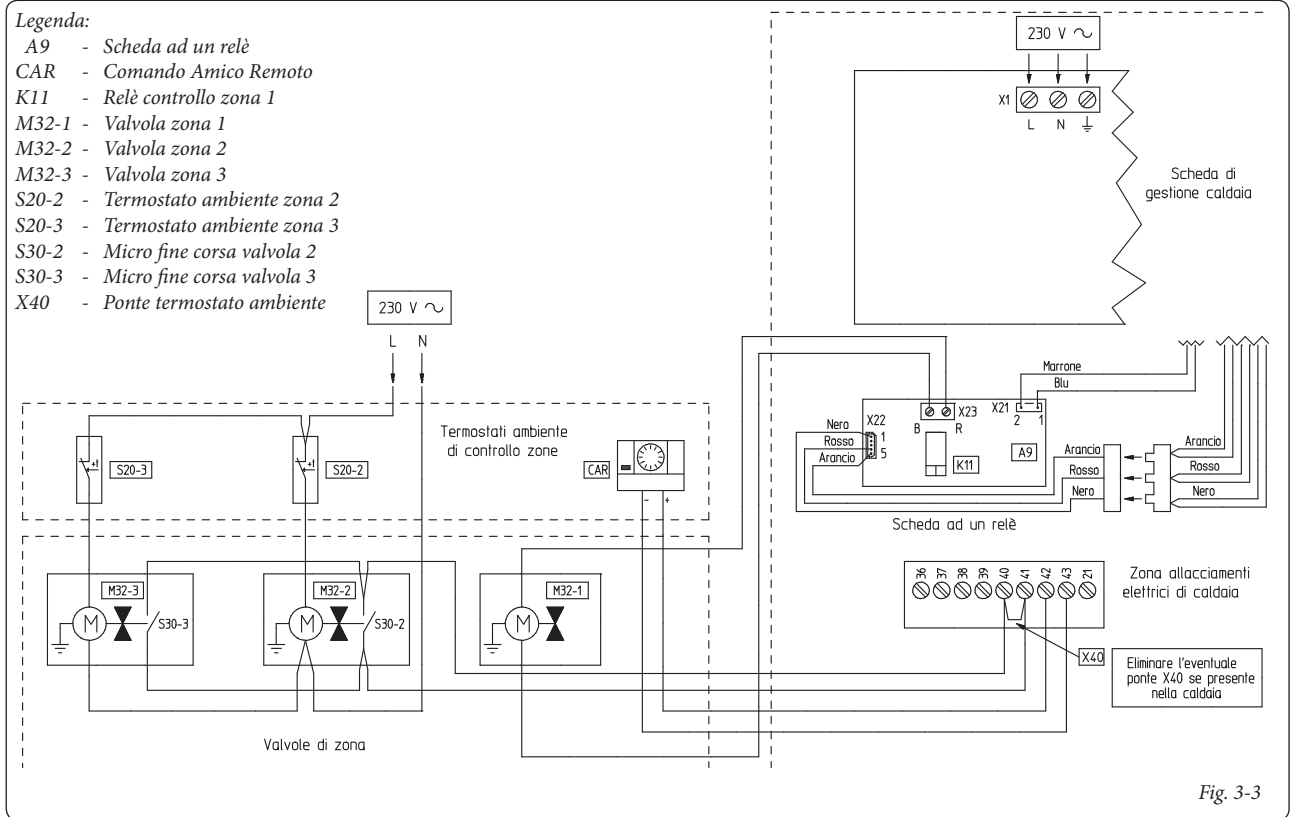 Legenda:
A9 - Scheda ad un relè
CAR - Comando Amico Remoto
K11 - Relè controllo zona 1
M32-1 - Valvola zona 1
M32-2 - Valvola zona 2
M32-3 - Valvola zona 3
S20-2 - Termostato ambiente zona 2
S20-3 - Termostato ambiente zona 3
S30-2 - Micro fine corsa valvola 2
S30-3 - Micro fine corsa valvola 3
X40 - Ponte termostato ambiente
230 V ~
L N
230 V ~
X1
L N
Scheda di
gestione caldaia
Termostati ambiente
di controllo zone
S20-3
S20-2
CAR
- +
Marrone
Blu
X22
1
5
Nero
Rosso
Arancio
X23
B R
K11
X21
2 1
A9
Arancio
Rosso
Nero
Arancio
Rosso
Nero
Scheda ad un relè
M32-3
M
S30-3
M32-2
M
S30-2
M32-1
M
Valvole di zona
36 37 38 39 40 41 42 43 21
Zona allacciamenti
elettrici di caldaia
X40
Eliminare l'eventuale
ponte X40 se presente
nella caldaia
Fig. 3-3